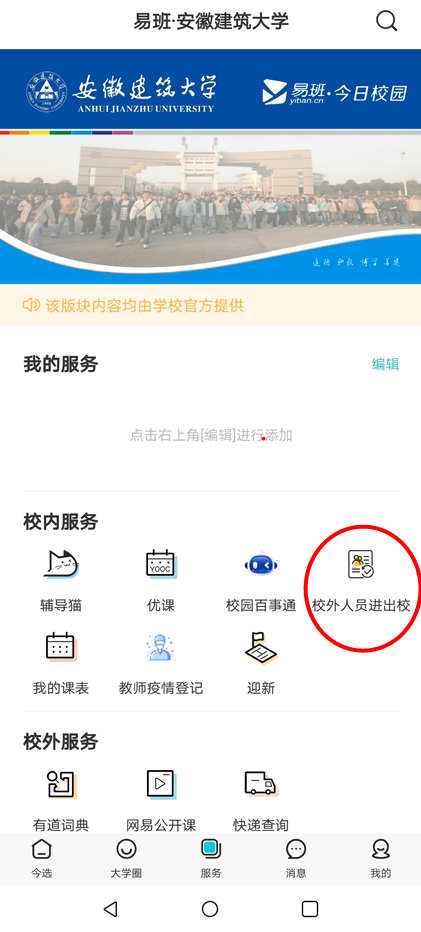 易班·安徽建筑大学
安徽建筑大学
ANHUI JIANZHU UNIVERSITY
易班
yiban.cn
·今日校园
该版块内容均由学校官方提供
我的服务
编辑
点击右上角[编辑]进行添加
校内服务
YOOC
辅导猫
优课
校园百事通
校外人员进出校
我的课表
教师疫情登记
迎新
校外服务
有道词典
网易公开课
快递查询
今选
大学圈
服务
消息
我的